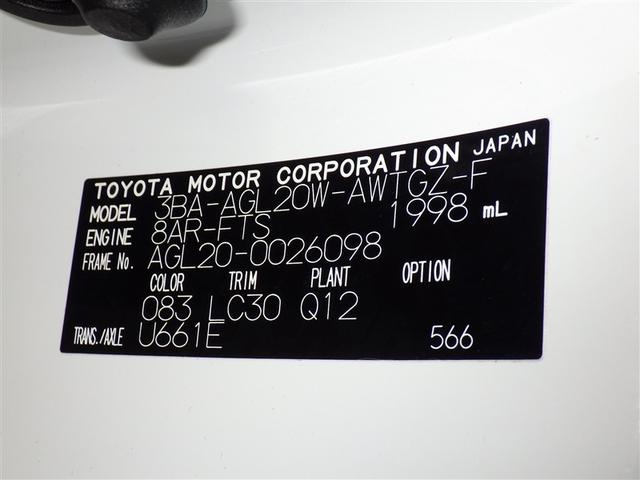 TOYOTA MOTOR CORPORATION JAPAN
MODEL 3BA-AGL20W-AWTGZ-F
ENGINE 8AR-FTS 1998 mL
FRAME No. AGL20-0026098
COLOR TRIM PLANT OPTION
083 LC30 Q12
TRANS./AXLE U661E 566